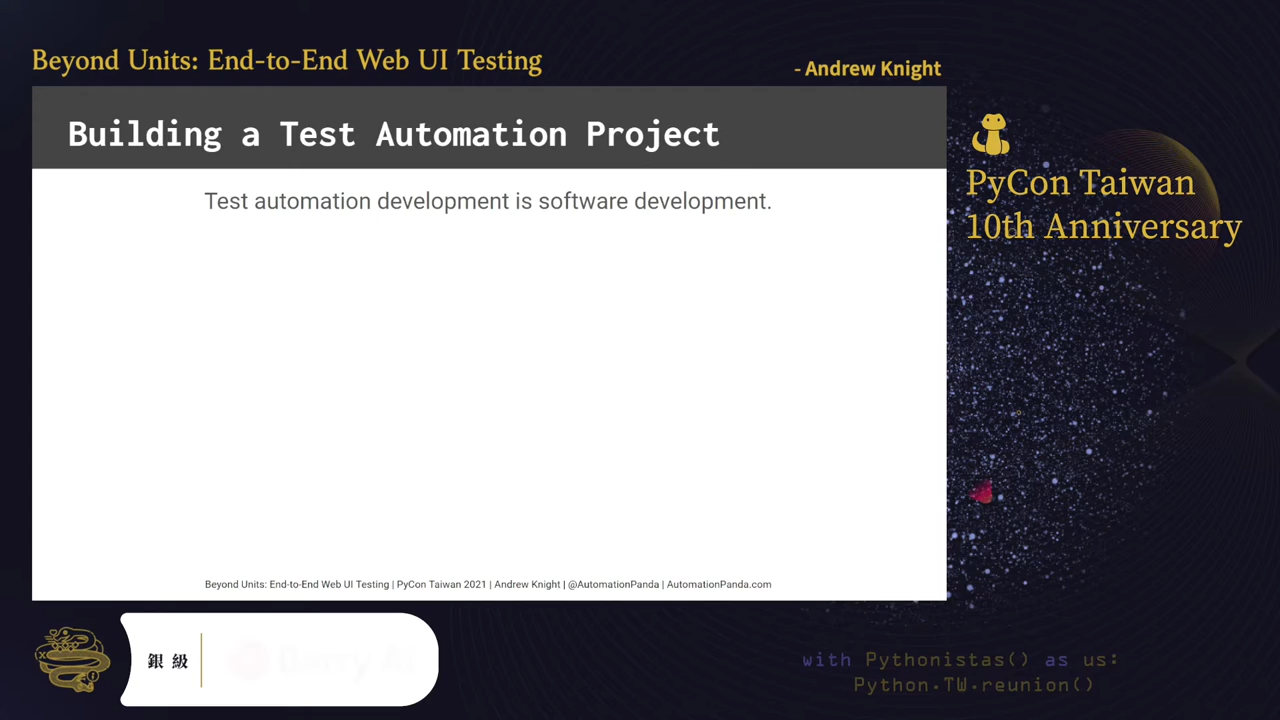 Beyond Units: End-to-End Web UI Testing
- Andrew Knight
Building a Test Automation Project
PyCon Taiwan
10th Anniversary
Test automation development is software development.
Beyond Units: End-to-End Web UI Testing | PyCon Taiwan 2021 | Andrew Knight | @AutomationPanda | AutomationPanda.com
銀級
with Pythonistas() as us:
Python.TW.reunion()